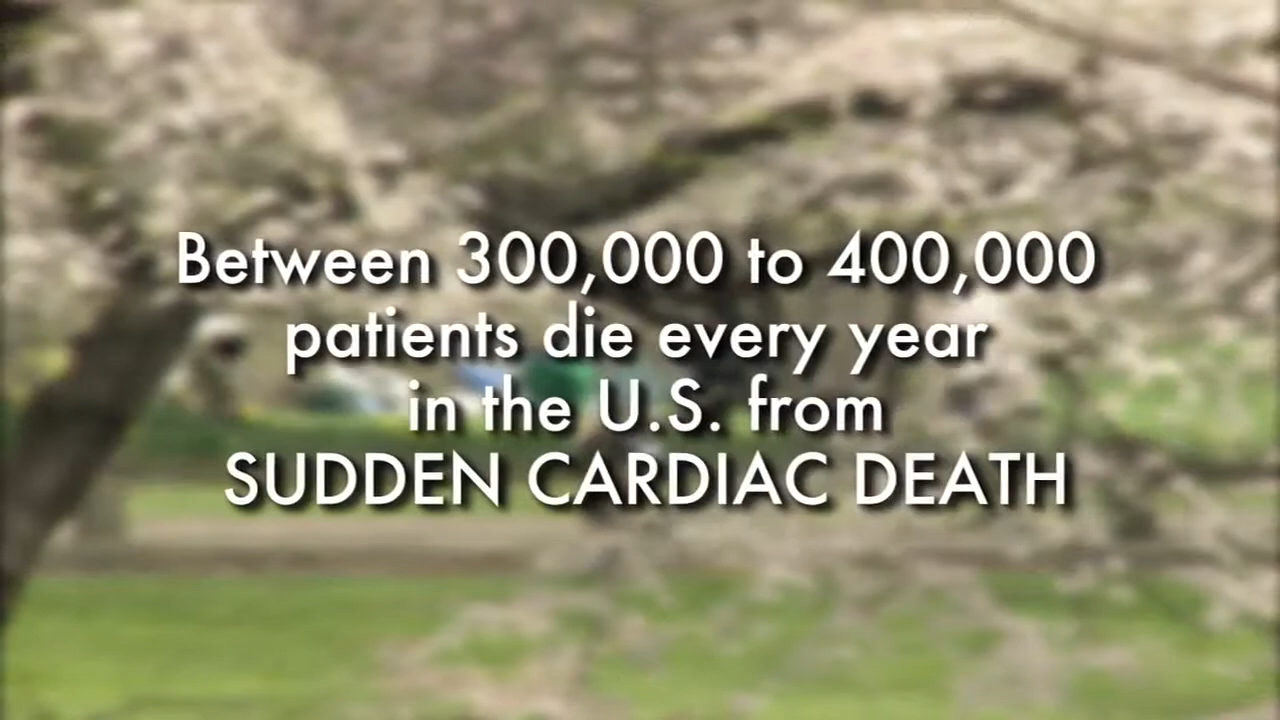 Between 300,000 to 400,000
patients die every year
in the U.S. from
SUDDEN CARDIAC DEATH